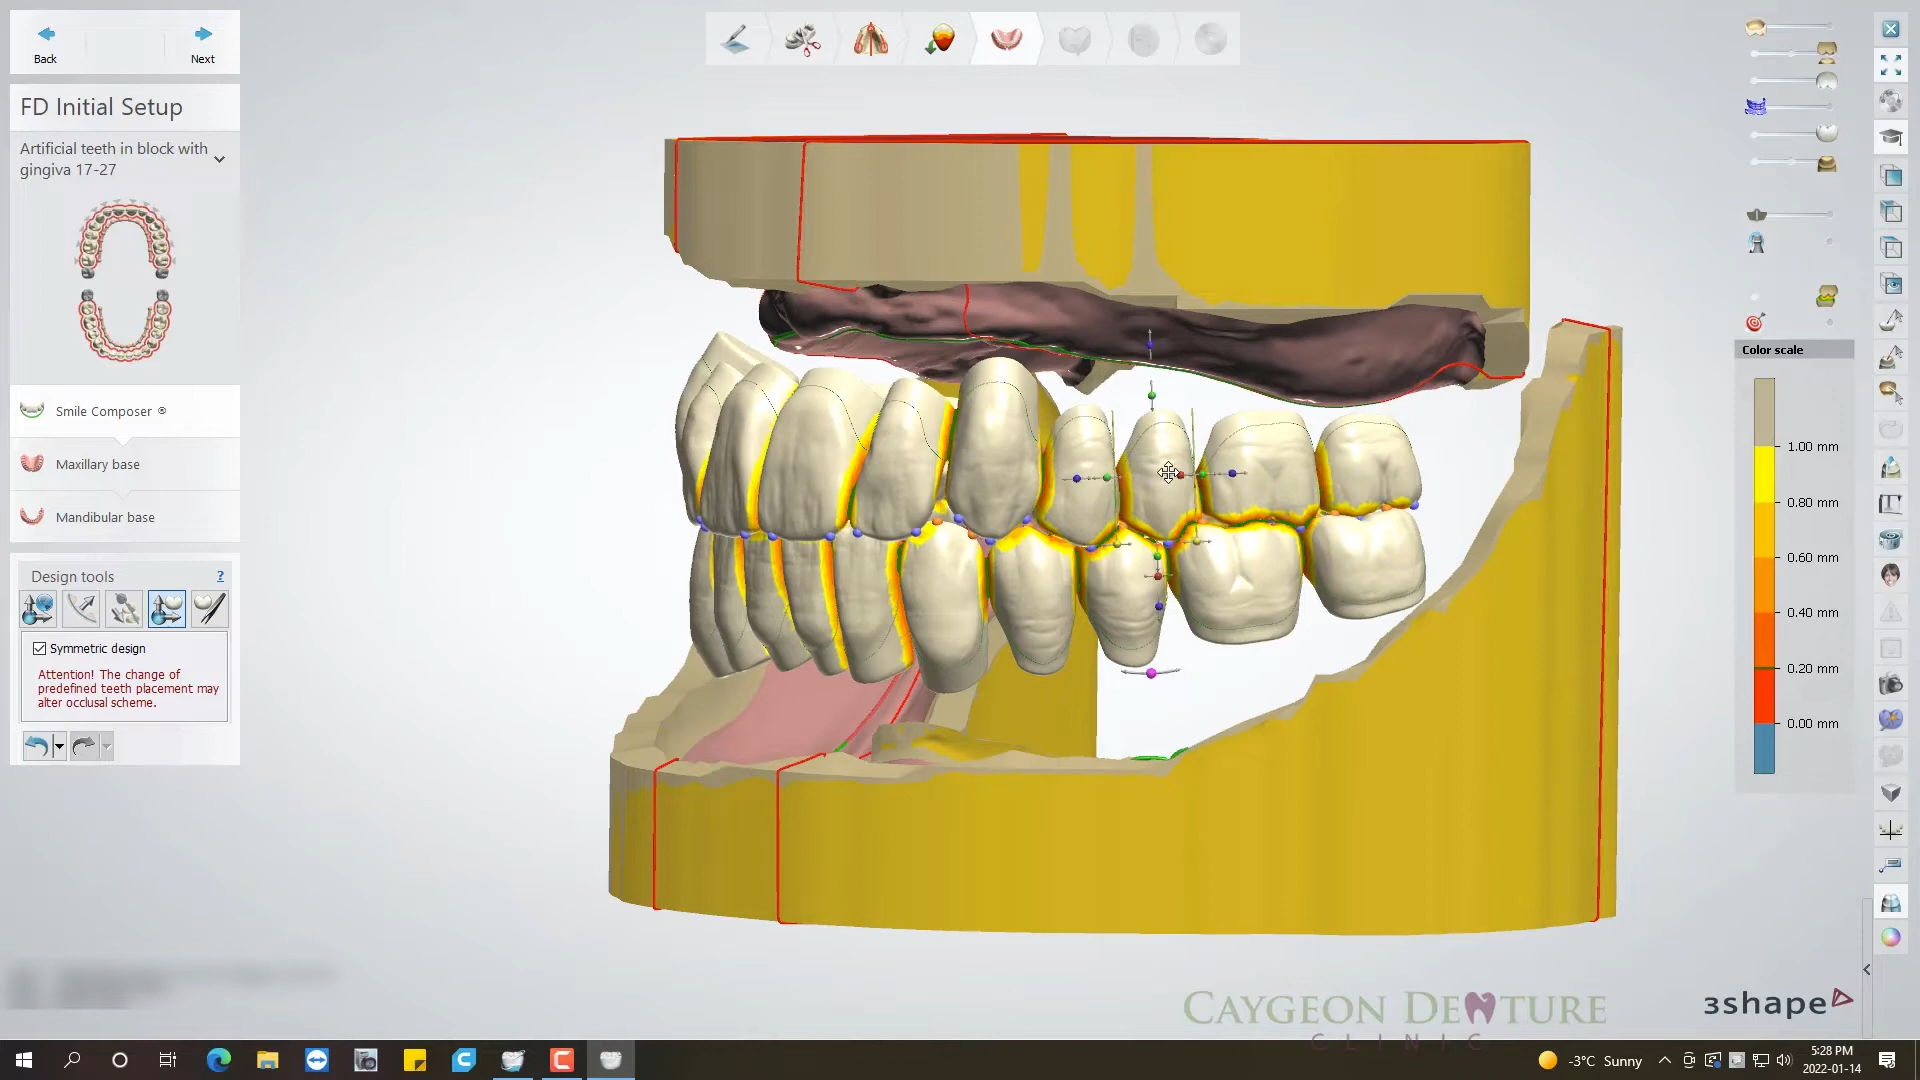 Back
Next
FD Initial Setup
Artificial teeth in block with
gingiva 17-27
Smile Composer ®
Maxillary base
Mandibular base
Design tools
?
Symmetric design
Attention! The change of
predefined teeth placement may
alter occlusal scheme.
Color scale
1.00 mm
0.80 mm
0.60 mm
0.40 mm
0.20 mm
0.00 mm
CAYGEON DENTURE
CLINIC
3shape
-3°C Sunny
5:28 PM
2022-01-14